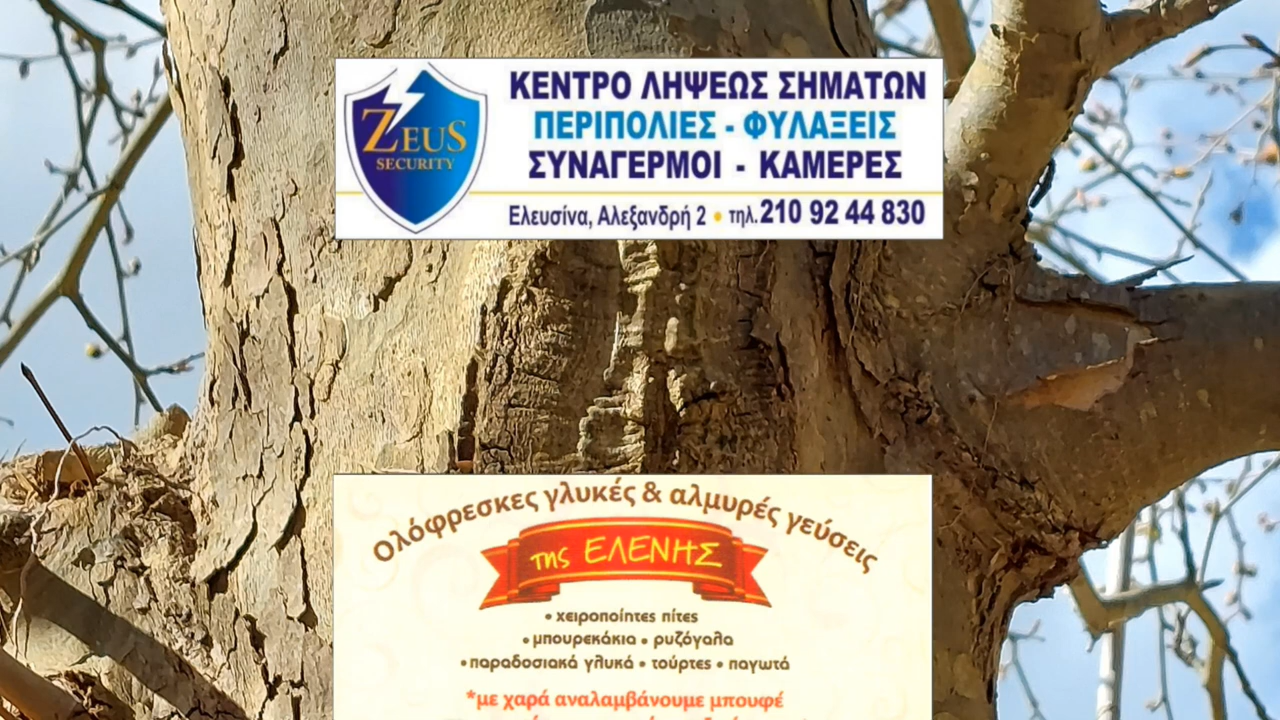 ZEUS
SECURITY
ΚΕΝΤΡΟ ΛΗΨΕΩΣ ΣΗΜΑΤΩΝ
ΠΕΡΙΠΟΛΙΕΣ - ΦΥΛΑΞΕΙΣ
ΣΥΝΑΓΕΡΜΟΙ - ΚΑΜΕΡΕΣ
Ελευσίνα, Αλεξανδρή 2 • τηλ. 210 92 44 830
Ολόφρεσκες γλυκές & αλμυρές γεύσεις
της ΕΛΕΝΗΣ
• χειροποίητες πίτες
• μπουρεκάκια • ρυζόγαλα
• παραδοσιακά γλυκά • τούρτες • παγωτά
*με χαρά αναλαμβάνουμε μπουφέ